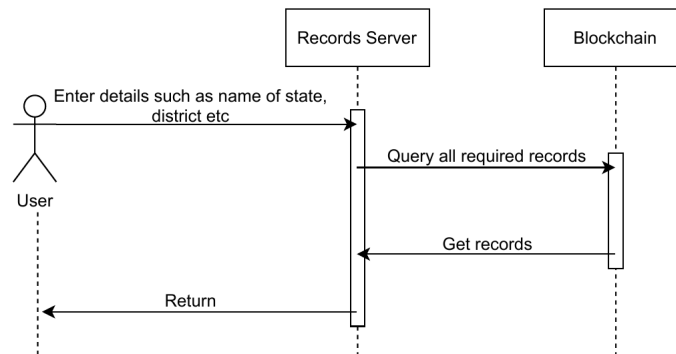 Records Server
Blockchain
Enter details such as name of state,
district etc
Query all required records
User
Get records
Return